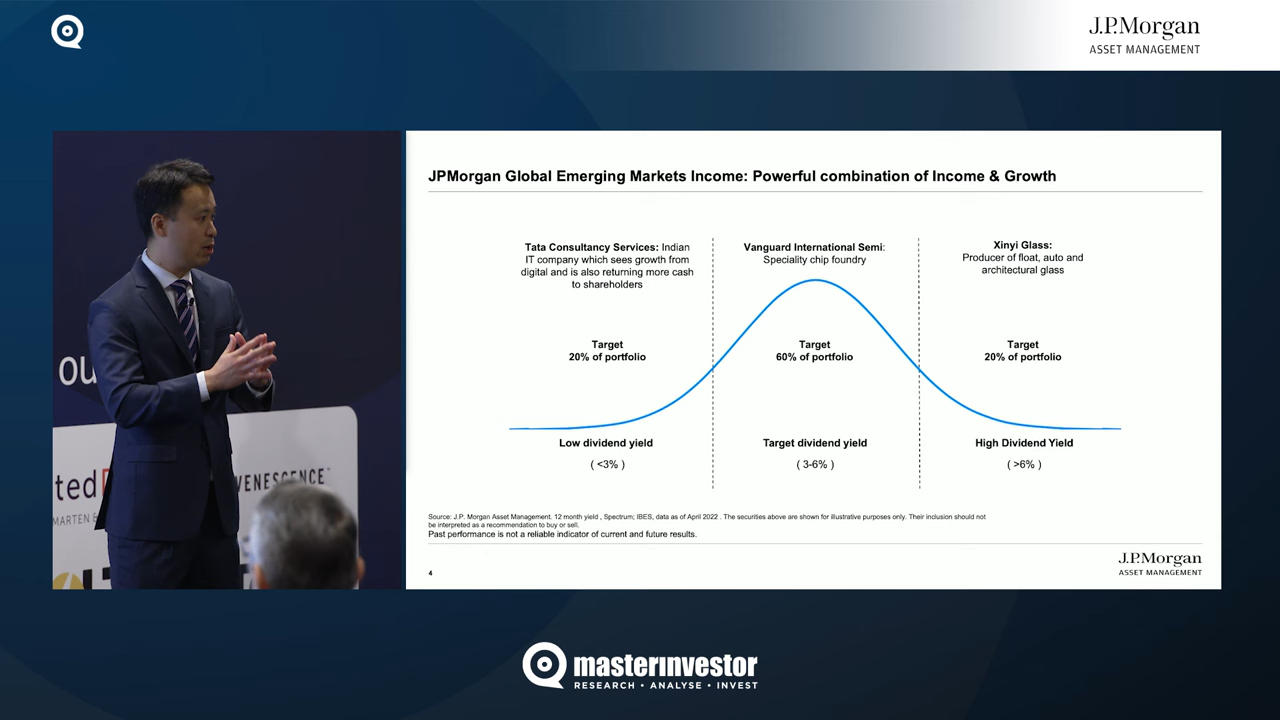 J.P.Morgan
ASSET MANAGEMENT
JPMorgan Global Emerging Markets Income: Powerful combination of Income & Growth
Tata Consultancy Services: Indian
IT company which sees growth from
digital and is also returning more cash
to shareholders
Vanguard International Semi:
Speciality chip foundry
Xinyi Glass:
Producer of float, auto and
architectural glass
Target
20% of portfolio
Target
60% of portfolio
Target
20% of portfolio
Low dividend yield
( <3% )
Target dividend yield
( 3-6% )
High Dividend Yield
( >6% )
Source: J.P. Morgan Asset Management. 12 month yield , Spectrum; IBES, data as of April 2022 . The securities above are shown for illustrative purposes only. Their inclusion should not
be interpreted as a recommendation to buy or sell.
Past performance is not a reliable indicator of current and future results.
4
J.P.Morgan
ASSET MANAGEMENT
ou
ted
VENESCENCE
MARTEN &
masterinvestor
RESEARCH • ANALYSE • INVEST